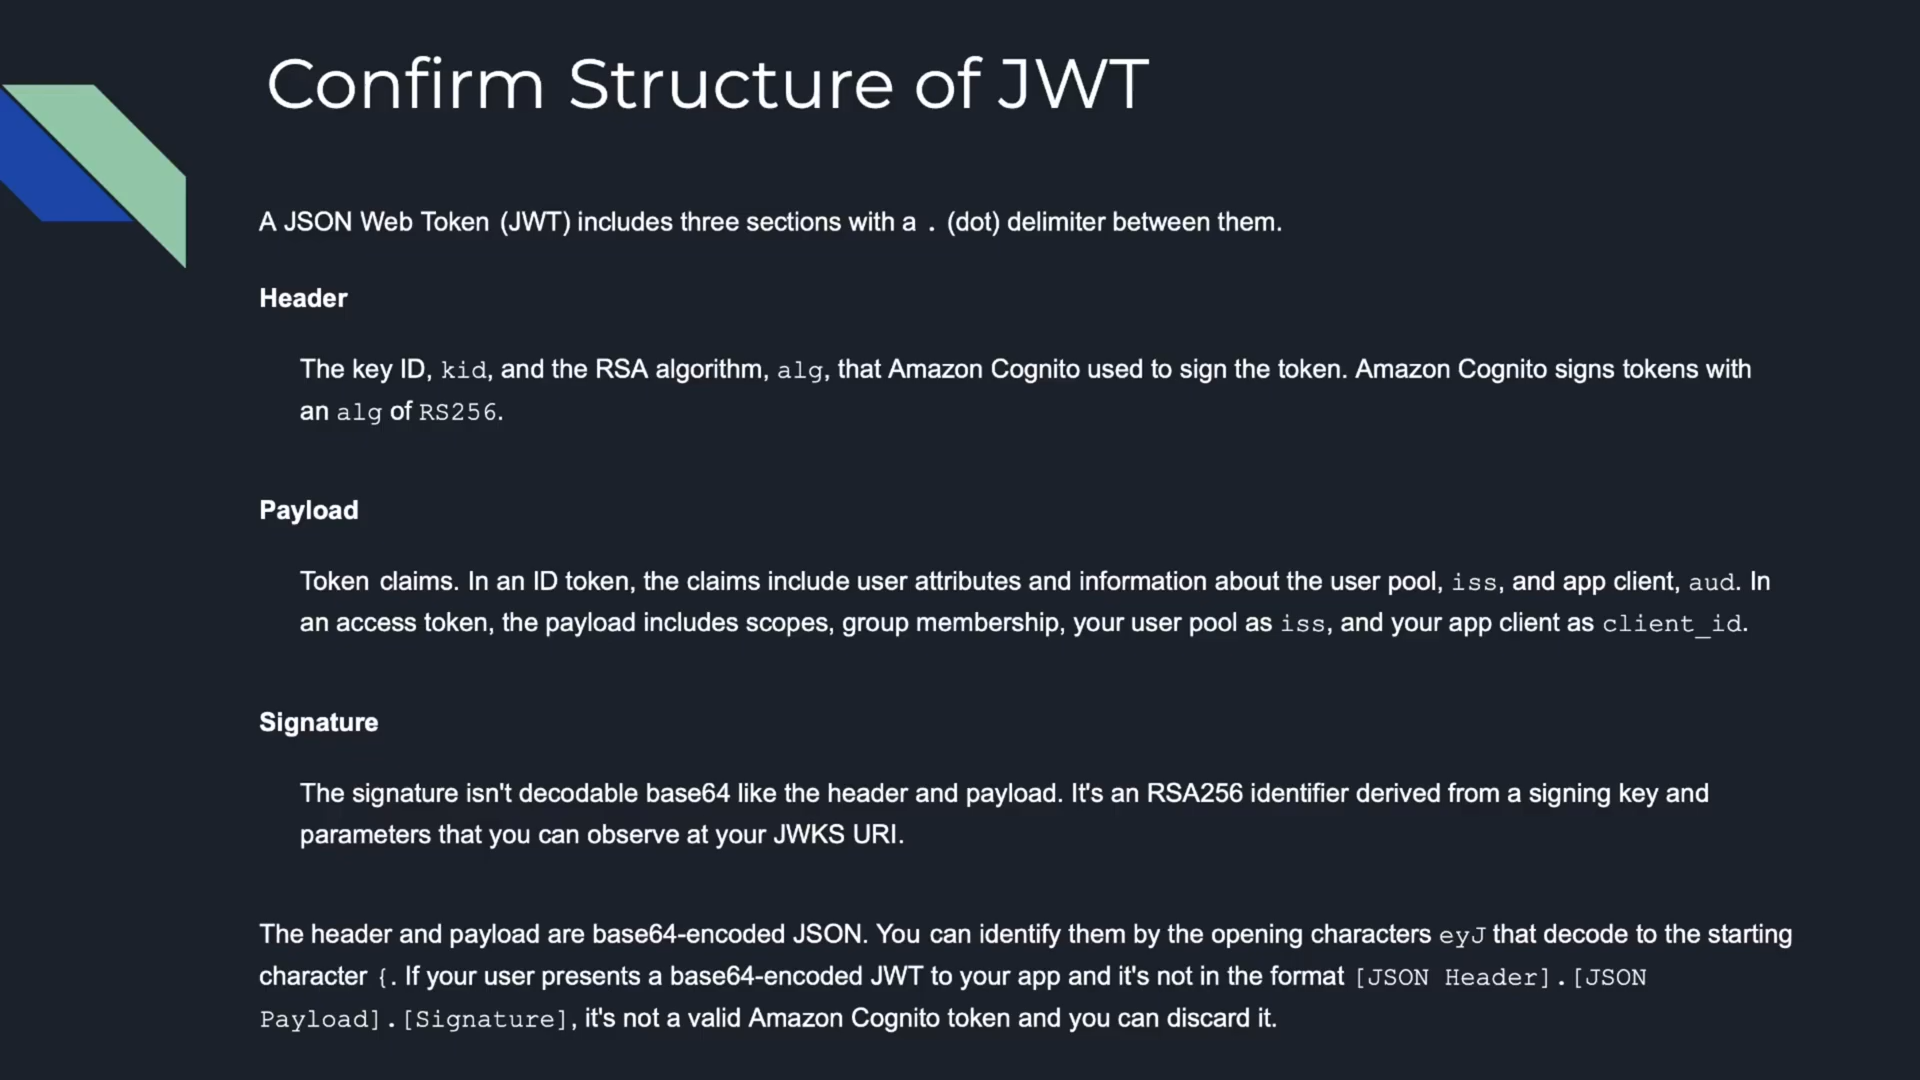 Confirm Structure of JWT
A JSON Web Token (JWT) includes three sections with a . (dot) delimiter between them.
Header
The key ID, kid, and the RSA algorithm, alg, that Amazon Cognito used to sign the token. Amazon Cognito signs tokens with
an alg of RS256.
Payload
Token claims. In an ID token, the claims include user attributes and information about the user pool, iss, and app client, aud. In
an access token, the payload includes scopes, group membership, your user pool as iss, and your app client as client_id.
Signature
The signature isn't decodable base64 like the header and payload. It's an RSA256 identifier derived from a signing key and
parameters that you can observe at your JWKS URI.
The header and payload are base64-encoded JSON. You can identify them by the opening characters eyJ that decode to the starting
character {. If your user presents a base64-encoded JWT to your app and it's not in the format [JSON Header].[JSON
Payload].[Signature], it's not a valid Amazon Cognito token and you can discard it.